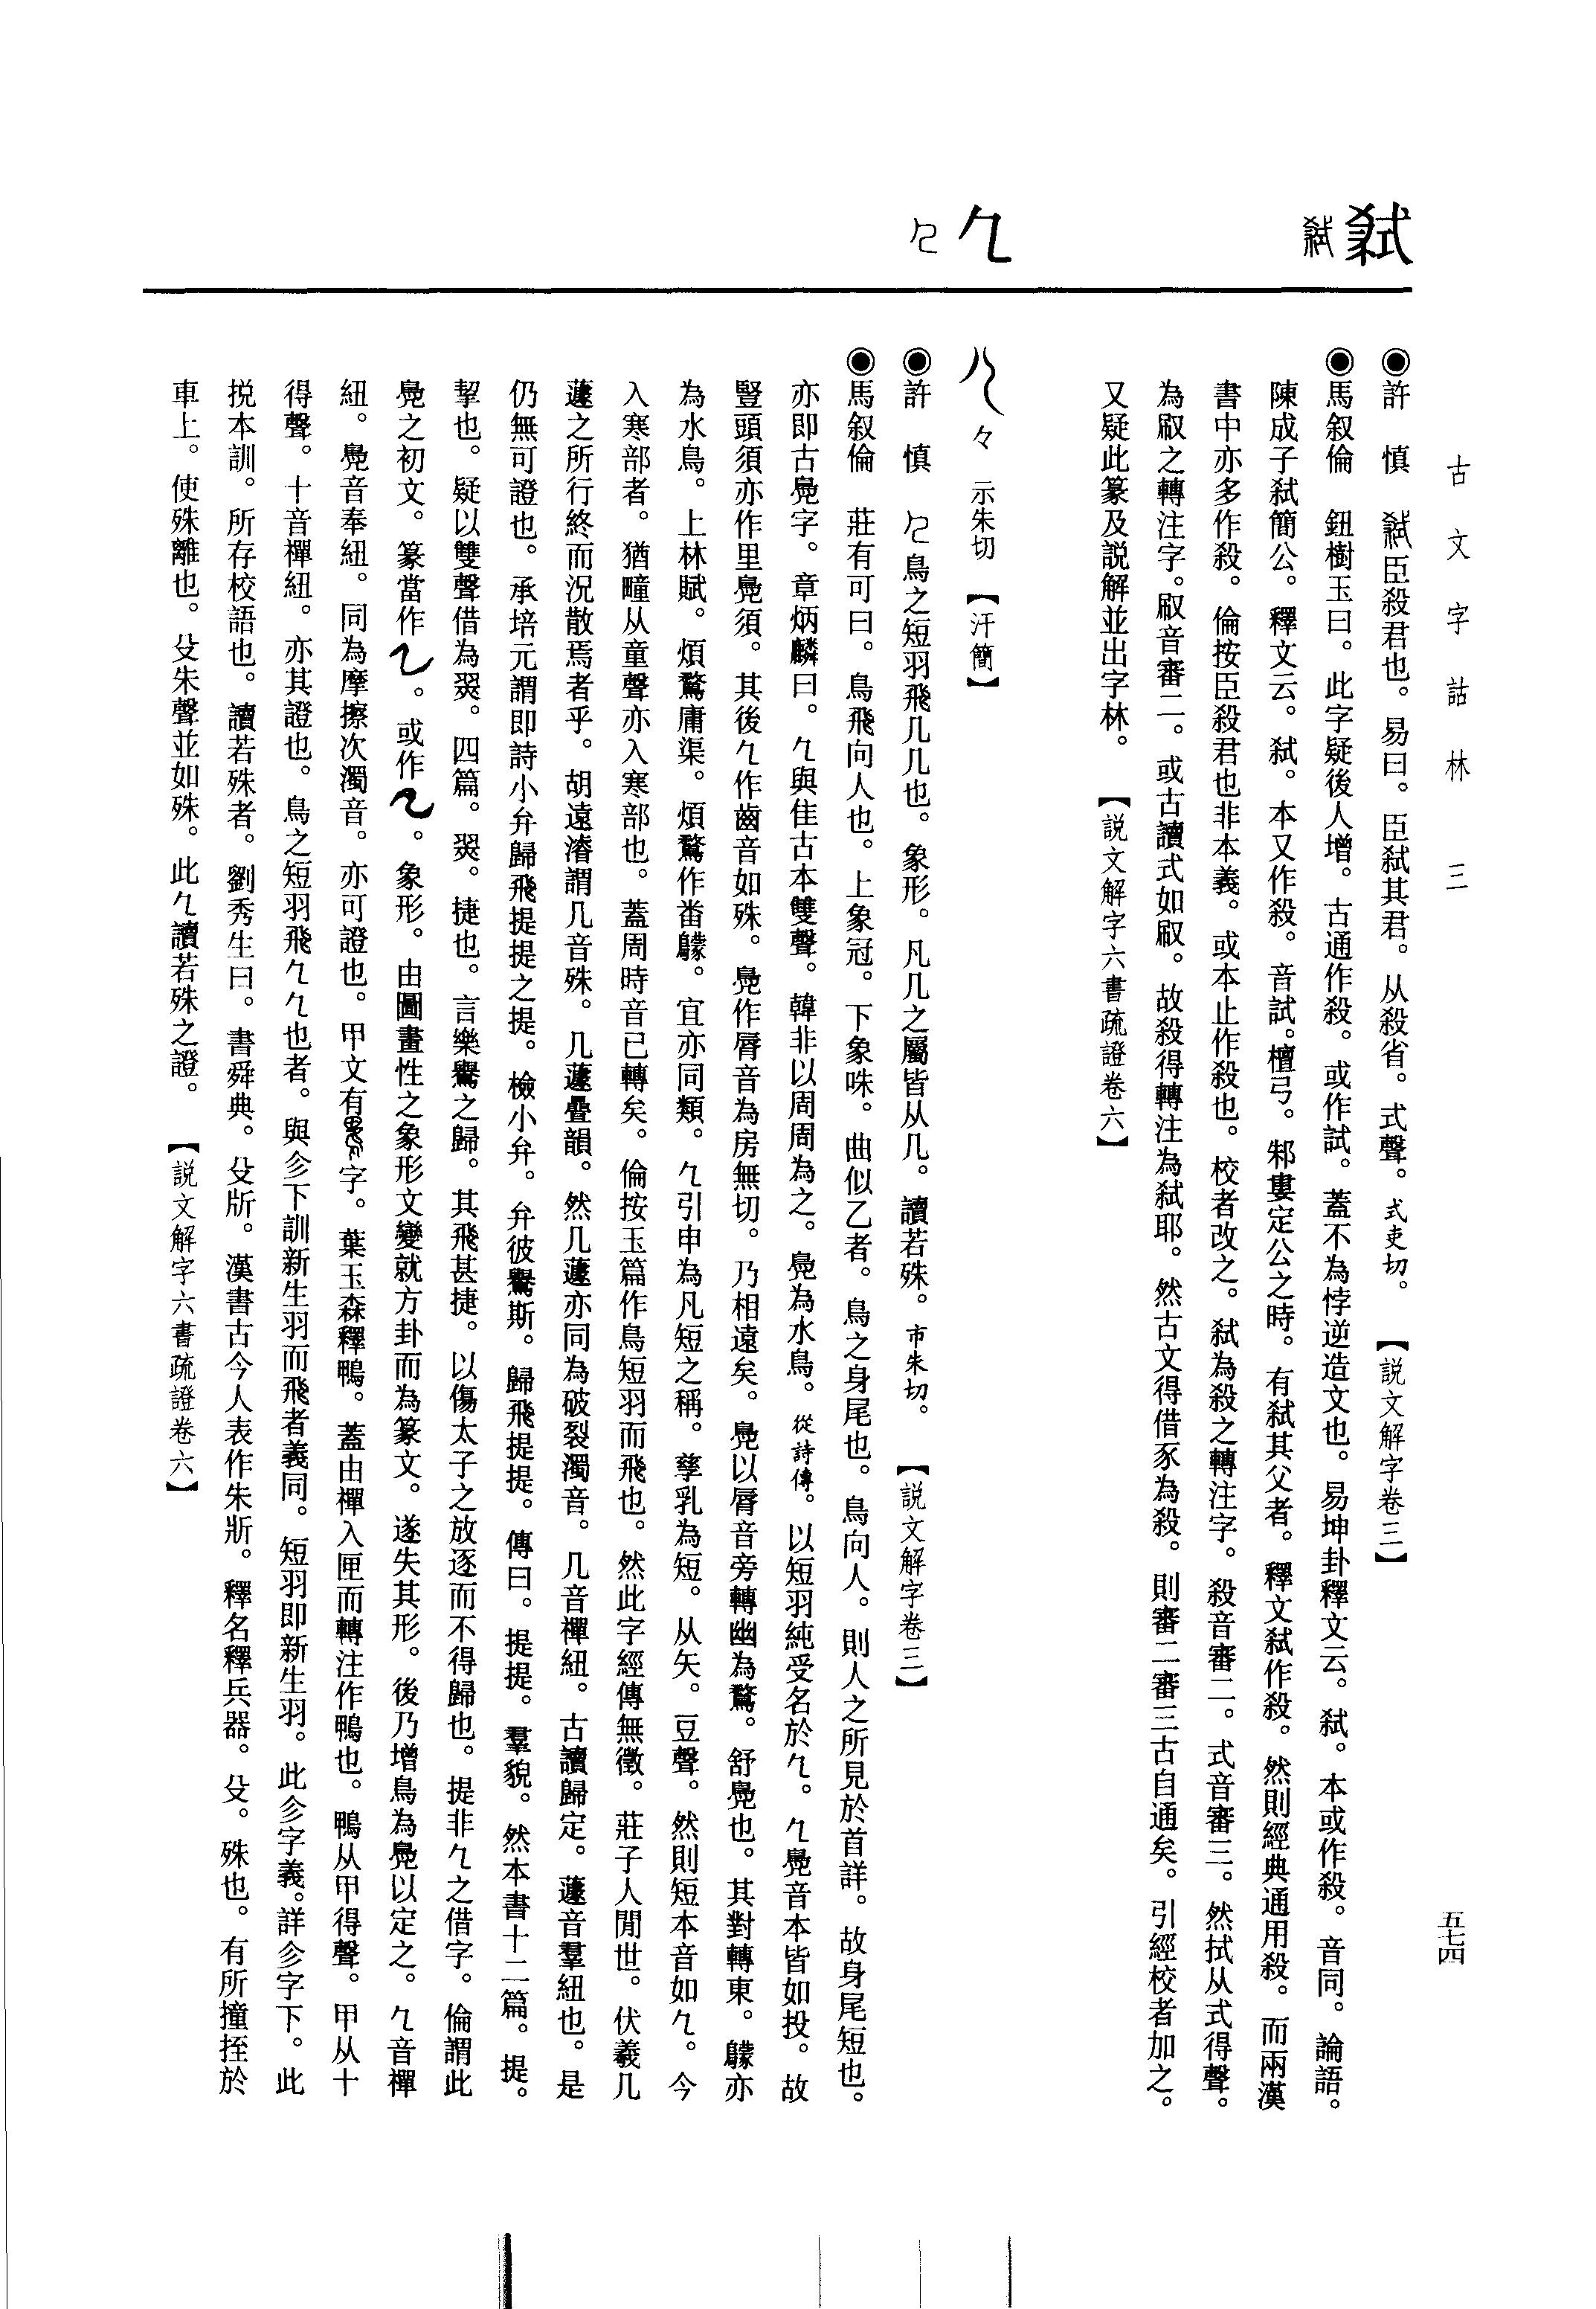 古文字詁林 三
五七四
弒
𠘧
◉許 慎 弒臣殺君也。易曰。臣弒其君。从殺省。式聲。式吏切。【説文解字卷三】
◉馬叙倫 鈕樹玉曰。此字疑後人增。古通作殺。或作試。蓋不為悖逆造文也。易坤卦釋文云。弒。本或作殺。音同。論語。
陳成子弒簡公。釋文云。弒。本又作殺。音試。檀弓。邾婁定公之時。有弒其父者。釋文弒作殺。然則經典通用殺。而兩漢
書中亦多作殺。倫按臣殺君也非本義。或本止作殺也。校者改之。弒為殺之轉注字。殺音審二。式音審三。然拭从式得聲。
為㕞之轉注字。㕞音審二。或古讀式如㕞。故殺得轉注為弒耶。然古文得借豕為殺。則審二審三古自通矣。引經校者加之。
又疑此篆及説解並出字林。【説文解字六書疏證卷六】
々 示朱切【汗簡】
◉許 慎 𠘧鳥之短羽飛几几也。象形。凡几之屬皆从几。讀若殊。市朱切。【説文解字卷三】
◉馬叙倫 莊有可曰。鳥飛向人也。上象冠。下象咮。曲似乙者。鳥之身尾也。鳥向人。則人之所見於首詳。故身尾短也。
亦即古鳧字。章炳麟曰。𠘧與隹古本雙聲。韓非以周周為之。鳧為水鳥。從詩傳。以短羽純受名於𠘧。𠘧鳧音本皆如投。故
豎頭須亦作里鳧須。其後𠘧作齒音如殊。鳧作脣音為房無切。乃相遠矣。鳧以脣音旁轉幽為鶩。舒鳧也。其對轉東。鸏亦
為水鳥。上林賦。煩鶩庸渠。煩鶩作𪄮鸏。宜亦同類。𠘧引申為凡短之稱。孳乳為短。从矢。豆聲。然則短本音如𠘧。今
入寒部者。猶疃从童聲亦入寒部也。蓋周時音已轉矣。倫按玉篇作鳥短羽而飛也。然此字經傳無徵。莊子人閒世。伏羲几
蘧之所行終而況散焉者乎。胡遠濬謂几音殊。几蘧疊韻。然几蘧亦同為破裂濁音。几音禪紐。古讀歸定。蘧音羣紐也。是
仍無可證也。承培元謂即詩小弁歸飛提提之提。檢小弁。弁彼鸒斯。歸飛提提。傳曰。提提。羣貌。然本書十二篇。提。
挈也。疑以雙聲借為翨。四篇。翨。捷也。言樂鸒之歸。其飛甚捷。以傷太子之放逐而不得歸也。提非𠘧之借字。倫謂此
鳧之初文。篆當作。或作。象形。由圖畫性之象形文變就方卦而為篆文。遂失其形。後乃增鳥為鳧以定之。𠘧音禪
紐。鳧音奉紐。同為摩擦次濁音。亦可證也。甲文有字。葉玉森釋鴨。蓋由禪入匣而轉注作鴨也。鴨从甲得聲。甲从十
得聲。十音禪紐。亦其證也。鳥之短羽飛𠘧𠘧也者。與㐱下訓新生羽而飛者義同。短羽即新生羽。此㐱字義。詳㐱字下。此
挩本訓。所存校語也。讀若殊者。劉秀生曰。書舜典。殳斨。漢書古今人表作朱斨。釋名釋兵器。殳。殊也。有所撞挃於
車上。使殊離也。殳朱聲並如殊。此𠘧讀若殊之證。【説文解字六書疏證卷六】